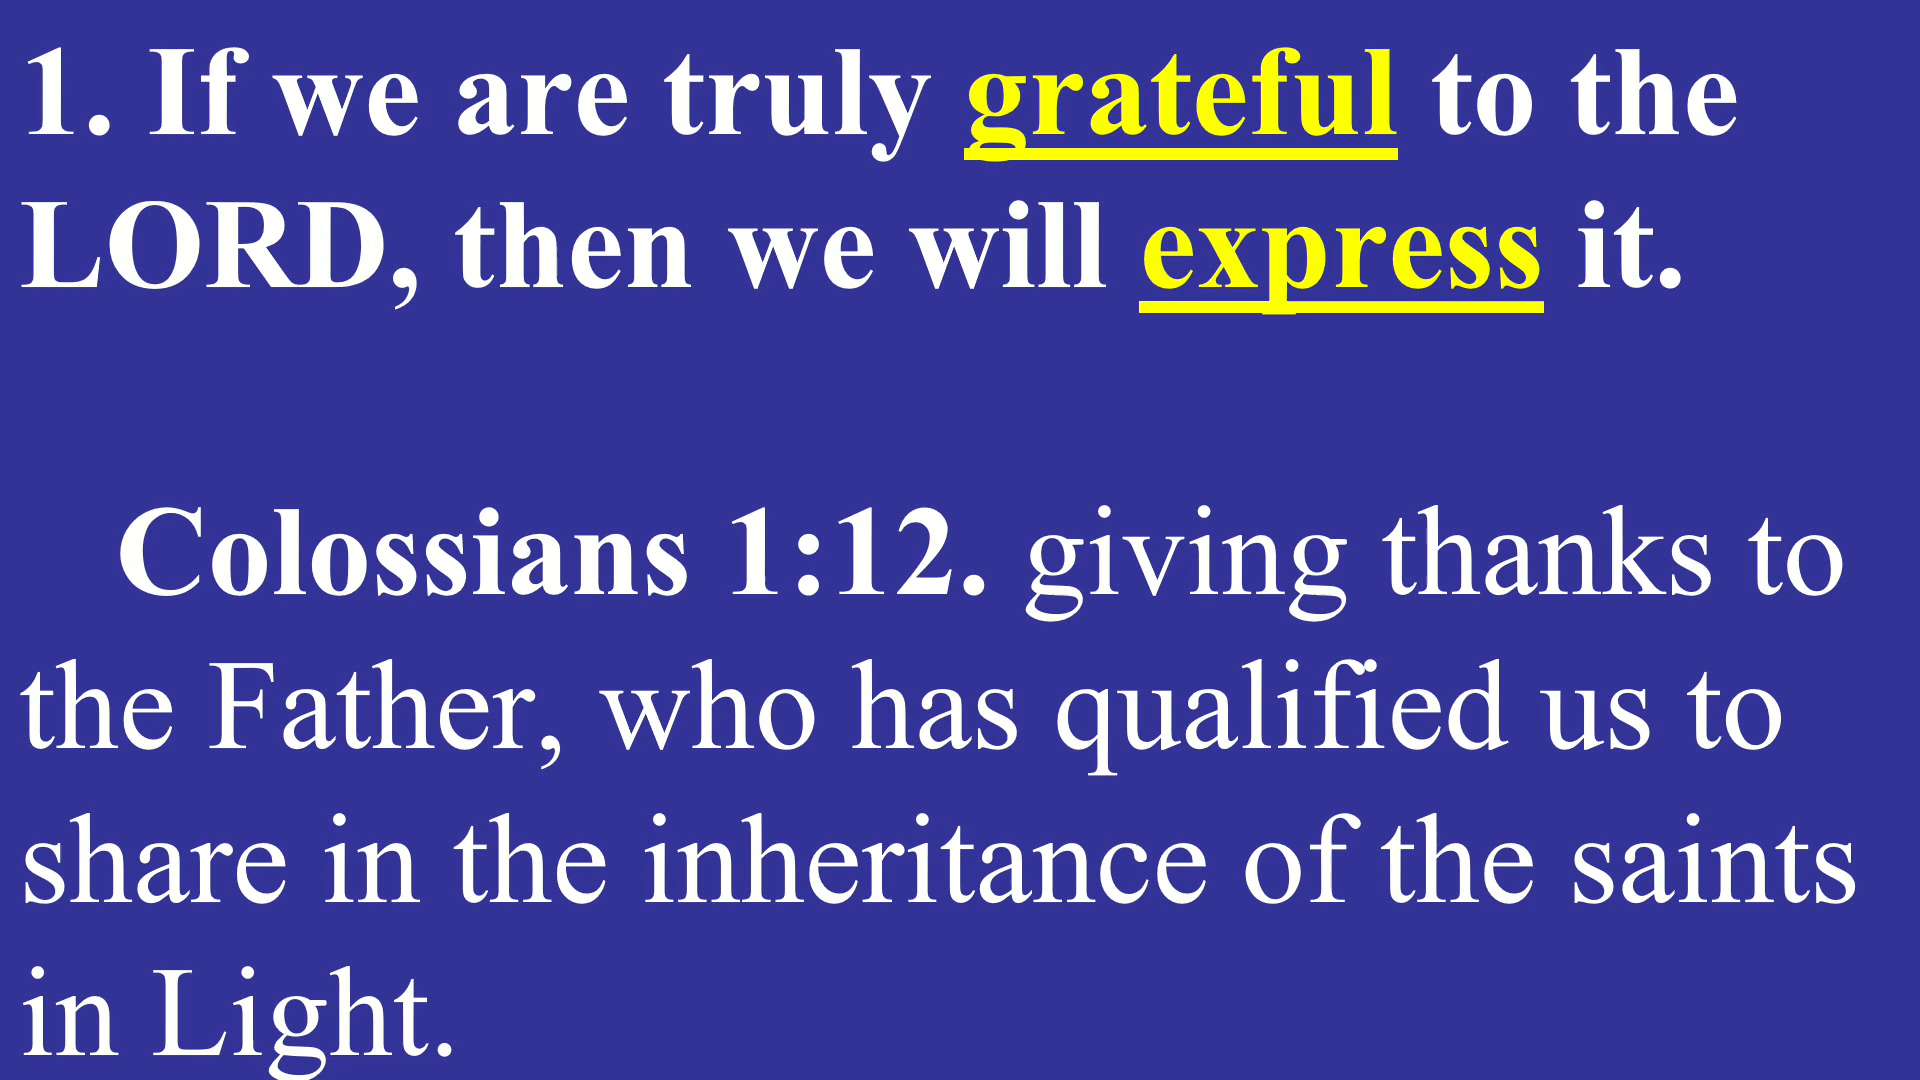 1. If we are truly grateful to the
LORD, then we will express it.
Colossians 1:12. giving thanks to
the Father, who has qualified us to
share in the inheritance of the saints
in Light.